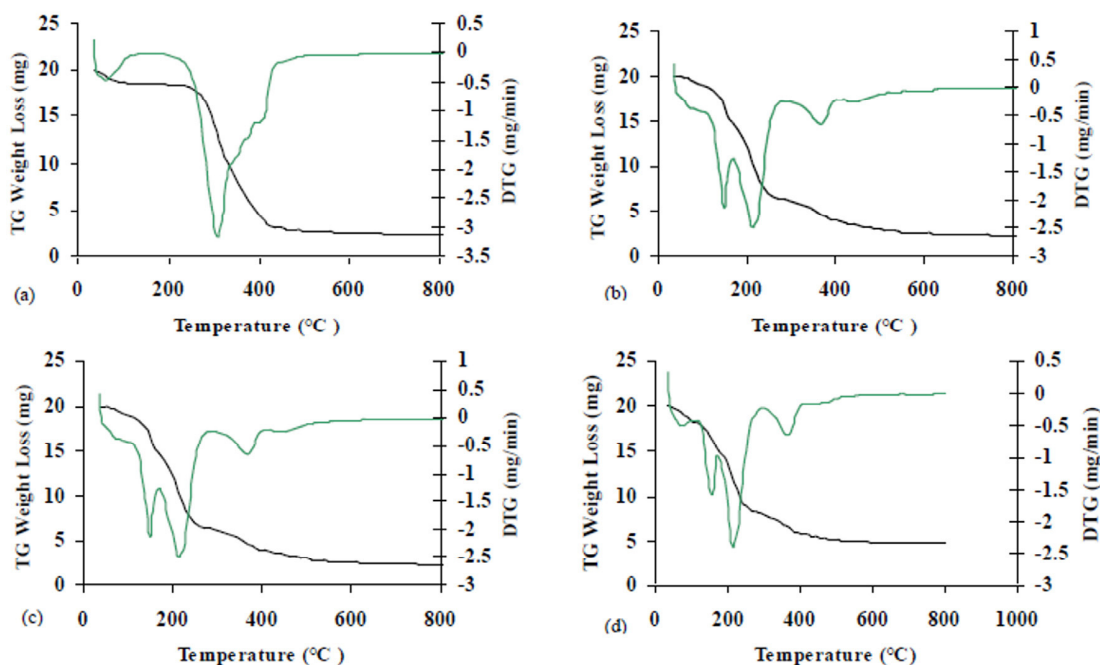 25
20
15
10
5
0
0.5
0
-0.5
-1
-1.5
-2
-2.5
-3
-3.5
0 200 400 600 800
TG Weight Loss (mg)
DTG (mg/min)
(a)
Temperature (°C )
25
20
15
10
5
0
1
0.5
0
-0.5
-1
-1.5
-2
-2.5
-3
0 200 400 600 800
TG Weight Loss (mg)
DTG (mg/min)
(b)
Temperature (°C )
25
20
15
10
5
0
1
0.5
0
-0.5
-1
-1.5
-2
-2.5
-3
0 200 400 600 800
TG Weight Loss (mg)
DTG (mg/min)
(c)
Temperature (°C )
25
20
15
10
5
0
0.5
0
-0.5
-1
-1.5
-2
-2.5
-3
0 200 400 600 800 1000
TG Weight Loss (mg)
DTG (mg/min)
(d)
Temperature (°C)